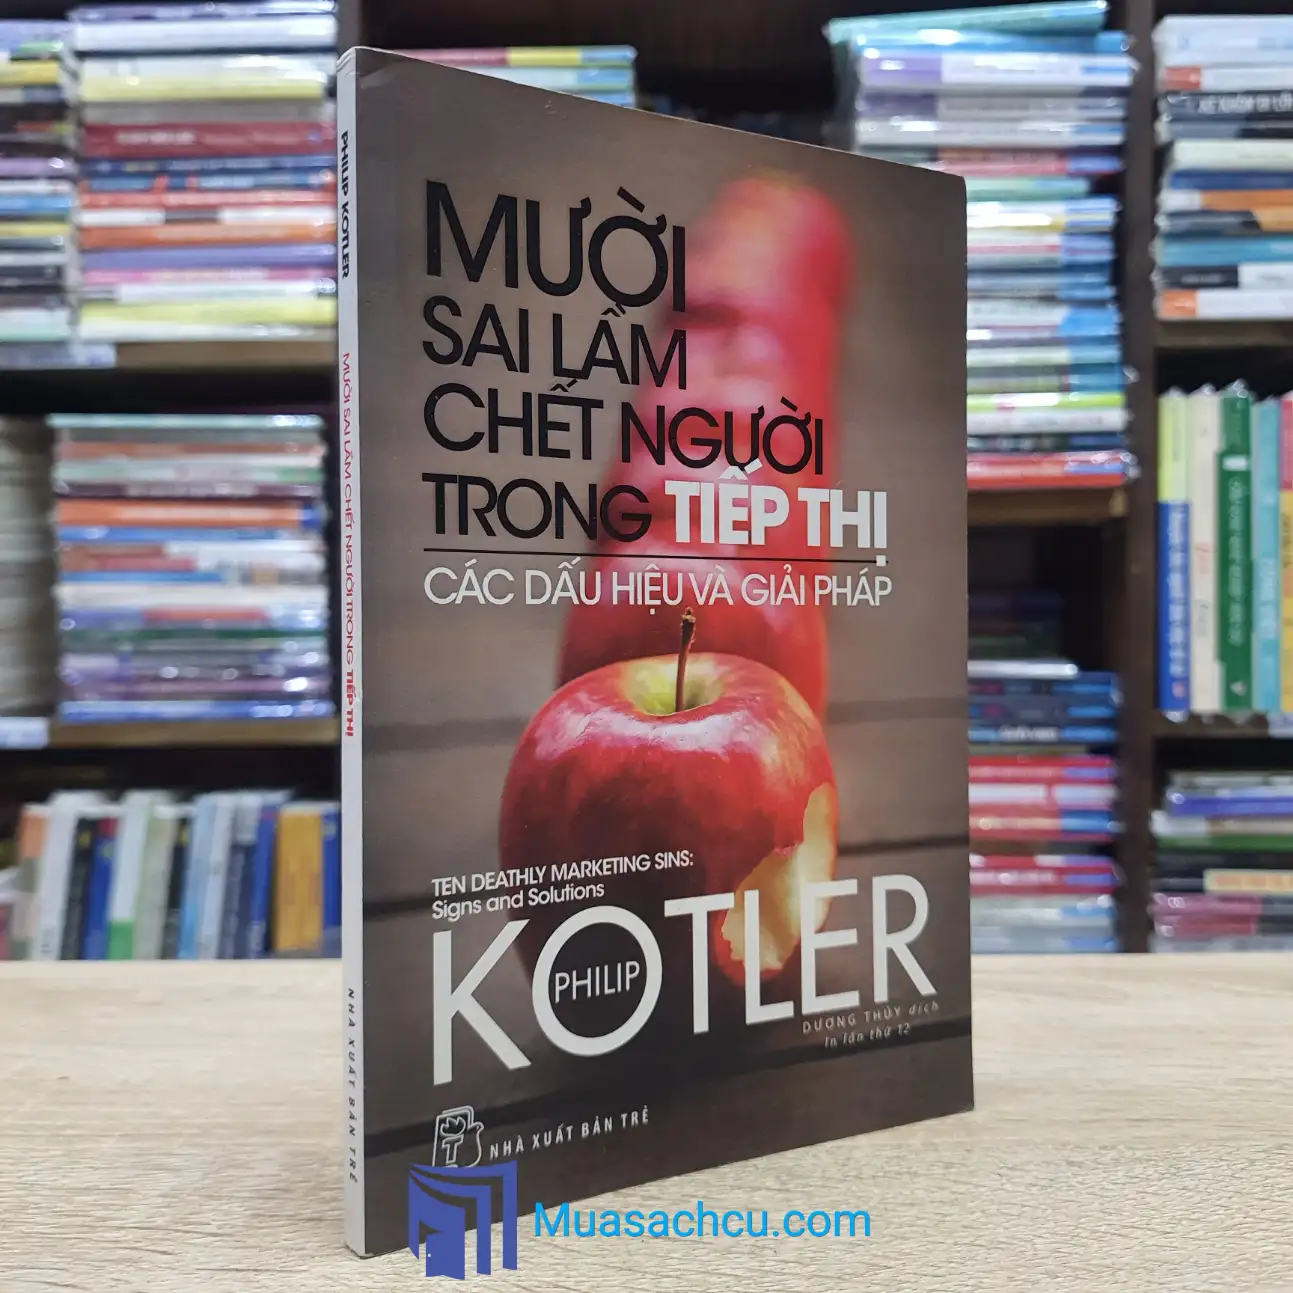 MƯỜI
SAI LẦM
CHẾT NGƯỜI
TRONG TIẾP THỊ
CÁC DẤU HIỆU VÀ GIẢI PHÁP
TEN DEATHLY MARKETING SINS:
Signs and Solutions
PHILIP
KOTLER
DƯƠNG THỦY dịch
In lần thứ 12
NHÀ XUẤT BẢN TRẺ
PHILIP KOTLER MƯỜI SAI LẦM CHẾT NGƯỜI TRONG TIẾP THỊ NHÀ XUẤT BẢN TRẺ
Muasachcu.com